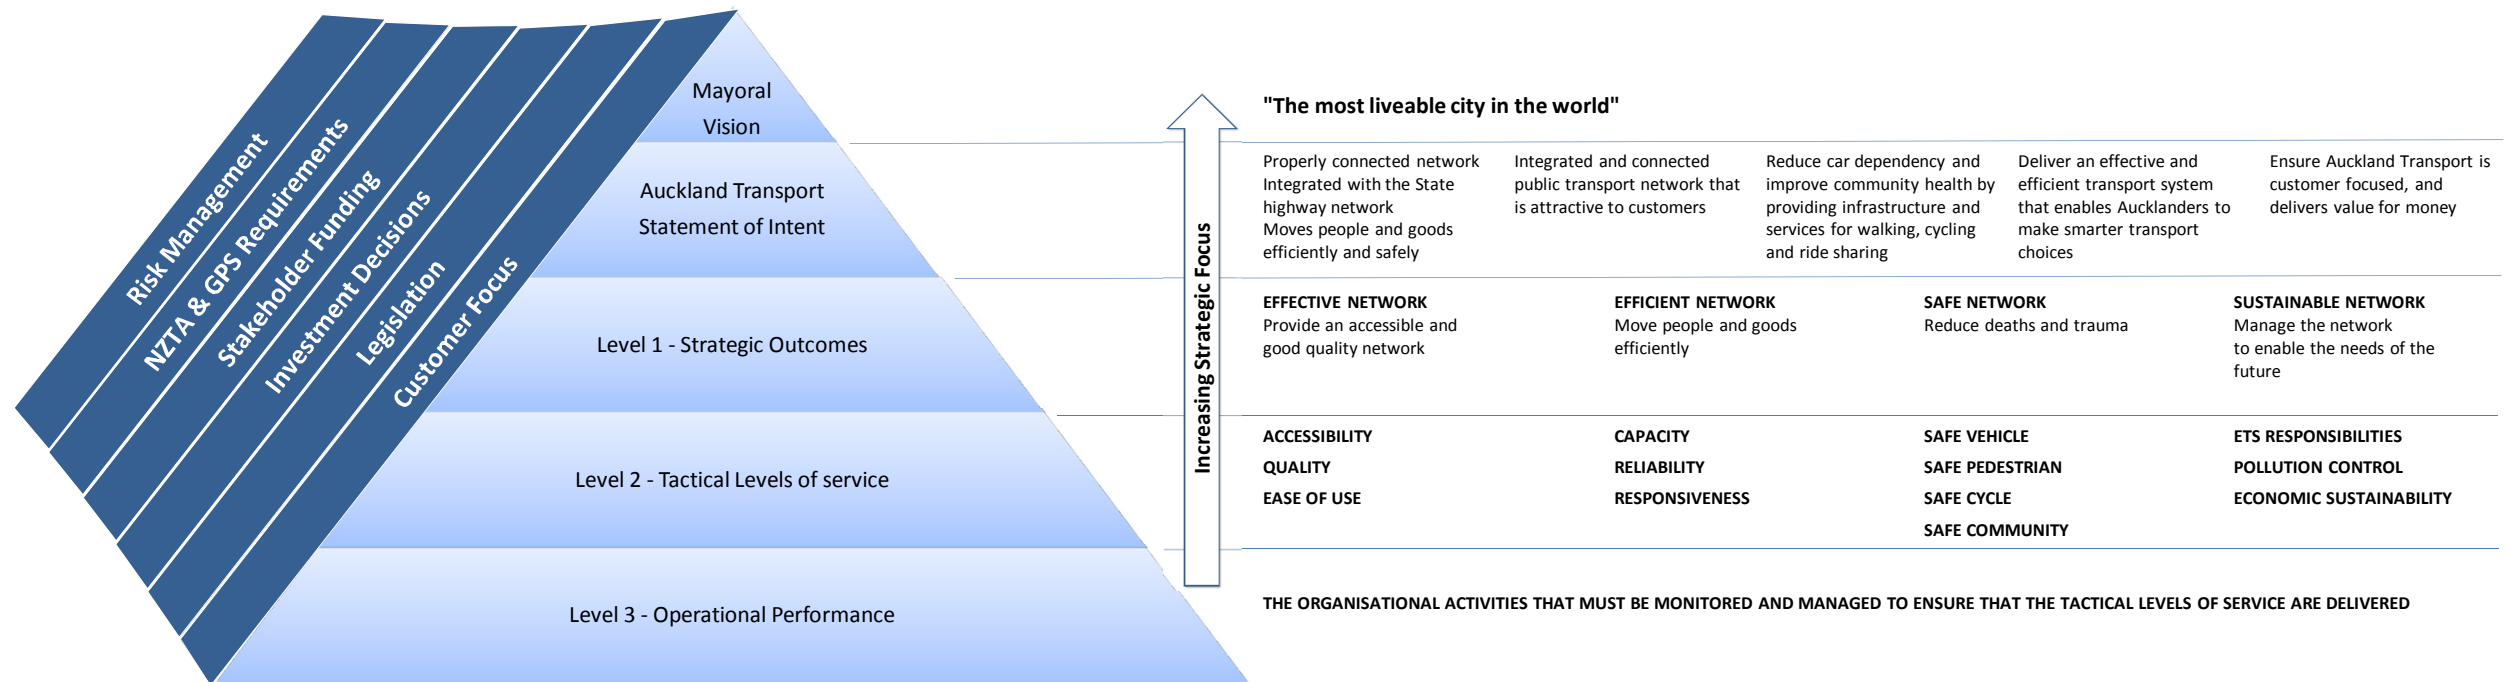 Risk Management
NZTA & GPS Requirements
Stakeholder Funding
Investment Decisions
Legislation
Customer Focus
Mayoral
Vision
Auckland Transport
Statement of Intent
Level 1 - Strategic Outcomes
Level 2 - Tactical Levels of service
Level 3 - Operational Performance
Increasing Strategic Focus
"The most liveable city in the world"
Properly connected network
Integrated with the State
highway network
Moves people and goods
efficiently and safely
Integrated and connected
public transport network that
is attractive to customers
Reduce car dependency and
improve community health by
providing infrastructure and
services for walking, cycling
and ride sharing
Deliver an effective and
efficient transport system
that enables Aucklanders to
make smarter transport
choices
Ensure Auckland Transport is
customer focused, and
delivers value for money
EFFECTIVE NETWORK
Provide an accessible and
good quality network
EFFICIENT NETWORK
Move people and goods
efficiently
SAFE NETWORK
Reduce deaths and trauma
SUSTAINABLE NETWORK
Manage the network
to enable the needs of the
future
ACCESSIBILITY
QUALITY
EASE OF USE
CAPACITY
RELIABILITY
RESPONSIVENESS
SAFE VEHICLE
SAFE PEDESTRIAN
SAFE CYCLE
SAFE COMMUNITY
ETS RESPONSIBILITIES
POLLUTION CONTROL
ECONOMIC SUSTAINABILITY
THE ORGANISATIONAL ACTIVITIES THAT MUST BE MONITORED AND MANAGED TO ENSURE THAT THE TACTICAL LEVELS OF SERVICE ARE DELIVERED